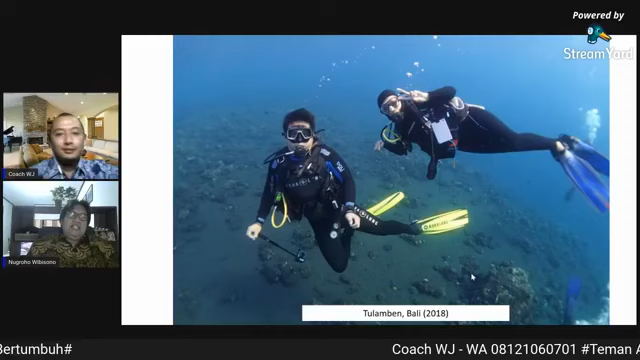 Powered by
StreamYard
Coach WJ
Nugroho Wibisono
Tulamben, Bali (2018)
Bertumbuh#
Coach WJ - WA 08121060701 #Teman A